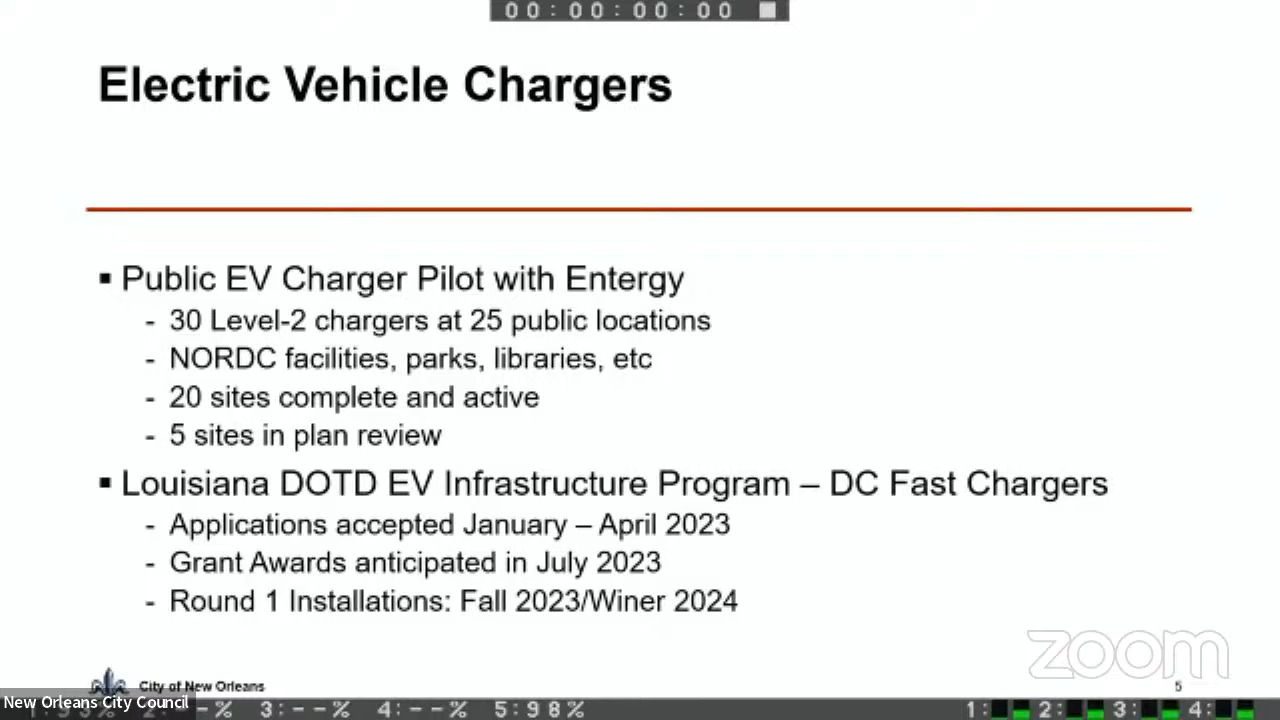 00:00:00:00
Electric Vehicle Chargers
▪ Public EV Charger Pilot with Entergy
- 30 Level-2 chargers at 25 public locations
- NORDC facilities, parks, libraries, etc
- 20 sites complete and active
- 5 sites in plan review
▪ Louisiana DOTD EV Infrastructure Program – DC Fast Chargers
- Applications accepted January – April 2023
- Grant Awards anticipated in July 2023
- Round 1 Installations: Fall 2023/Winer 2024
zoom
City of New Orleans
5
New Orleans City Council
-% 3:--% 4:--% 5:98% 1: 2: 3: 4: